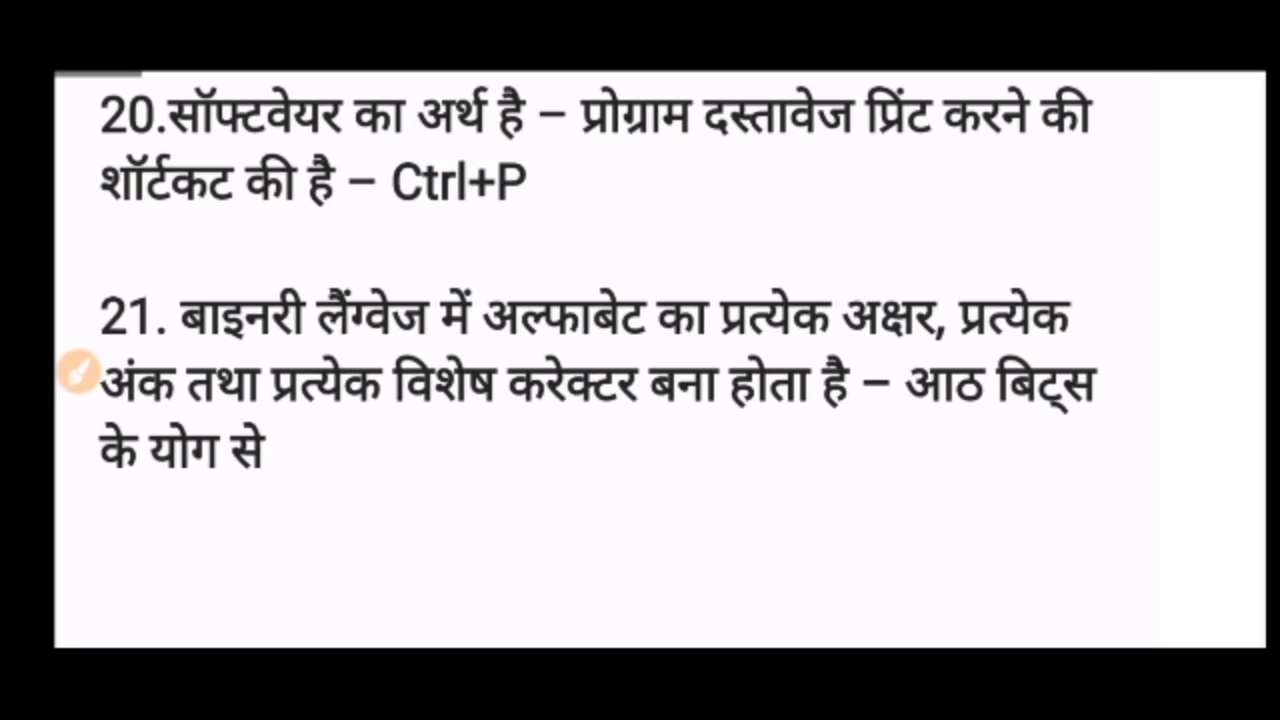 20.सॉफ्टवेयर का अर्थ है – प्रोग्राम दस्तावेज प्रिंट करने की
शॉर्टकट की है – Ctrl+P
21. बाइनरी लैंग्वेज में अल्फाबेट का प्रत्येक अक्षर, प्रत्येक
अंक तथा प्रत्येक विशेष करेक्टर बना होता है – आठ बिट्स
के योग से